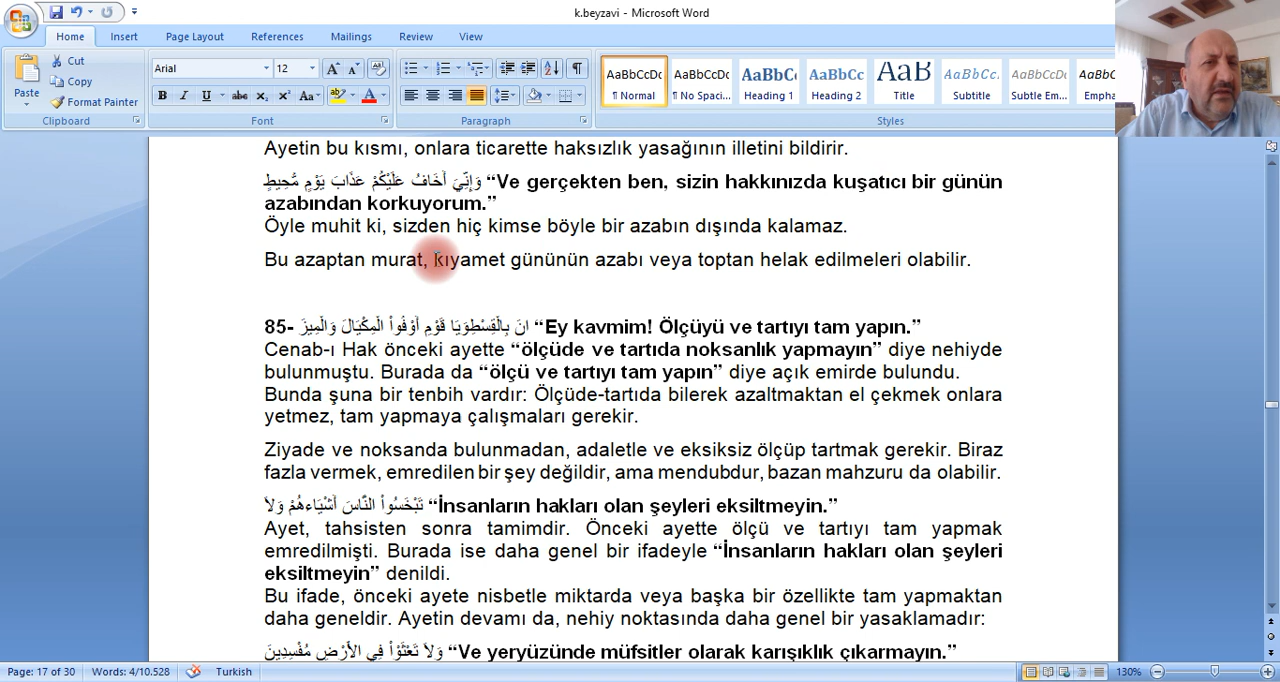 k.beyzavi - Microsoft Word
Home Insert Page Layout References Mailings Review View
Paste
Cut
Copy
Format Painter
Clipboard
Arial 12
Font
Paragraph
AaBbCcDc AaBbCcDc AaBbCc AaBbCc AaB AaBbCc. AaBbCcDc AaBbC
¶ Normal ¶ No Spaci... Heading 1 Heading 2 Title Subtitle Subtle Em... Empha
Styles
Ayetin bu kısmı, onlara ticarette haksızlık yasağının illetini bildirir.
وَإِنِّيَ أَخَافُ عَلَيْكُمْ عَذَابَ يَوْمٍ مُّحِيطٍ “Ve gerçekten ben, sizin hakkınızda kuşatıcı bir günün
azabından korkuyorum.”
Öyle muhit ki, sizden hiç kimse böyle bir azabın dışında kalamaz.
Bu azaptan murat, kıyamet gününün azabı veya toptan helak edilmeleri olabilir.
85- انَ بِالْقِسْطِوَيَا قَوْمِ أَوْفُواْ الْمِكْيَالَ وَالْمِيزَ “Ey kavmim! Ölçüyü ve tartıyı tam yapın.”
Cenab-ı Hak önceki ayette “ölçüde ve tartıda noksanlık yapmayın” diye nehiyde
bulunmuştu. Burada da “ölçü ve tartıyı tam yapın” diye açık emirde bulundu.
Bunda şuna bir tenbih vardır: Ölçüde-tartıda bilerek azaltmaktan el çekmek onlara
yetmez, tam yapmaya çalışmaları gerekir.
Ziyade ve noksanda bulunmadan, adaletle ve eksiksiz ölçüp tartmak gerekir. Biraz
fazla vermek, emredilen bir şey değildir, ama mendubdur, bazan mahzuru da olabilir.
تَبْخَسُواْ النَّاسَ أَشْيَاءهُمْ وَلاَ “İnsanların hakları olan şeyleri eksiltmeyin.”
Ayet, tahsisten sonra tamimdir. Önceki ayette ölçü ve tartıyı tam yapmak
emredilmişti. Burada ise daha genel bir ifadeyle “İnsanların hakları olan şeyleri
eksiltmeyin” denildi.
Bu ifade, önceki ayete nisbetle miktarda veya başka bir özellikte tam yapmaktan
daha geneldir. Ayetin devamı da, nehiy noktasında daha genel bir yasaklamadır:
وَلاَ تَعْثَوْاْ فِي الأَرْضِ مُفْسِدِينَ “Ve yeryüzünde müfsitler olarak karışıklık çıkarmayın.”
Page: 17 of 30 Words: 4/10.528 Turkish 130%